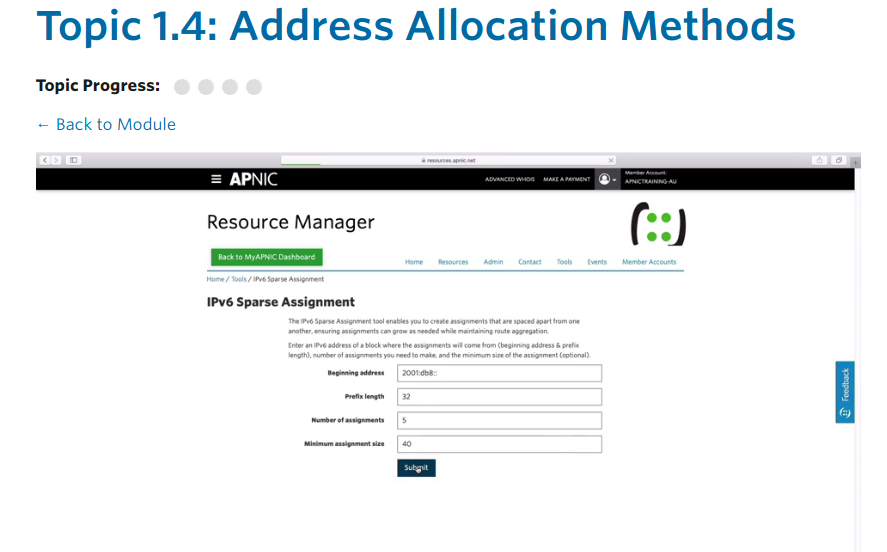 Topic 1.4: Address Allocation Methods
Topic Progress:
← Back to Module
resources.apnic.net
APNIC
ADVANCED WHOIS MAKE A PAYMENT
Member Account:
APNICTRAINING-AU
Resource Manager
Back to MyAPNIC Dashboard
Home Resources Admin Contact Tools Events Member Accounts
Home / Tools / IPv6 Sparse Assignment
IPv6 Sparse Assignment
The IPv6 Sparse Assignment tool enables you to create assignments that are spaced apart from one
another, ensuring assignments can grow as needed while maintaining route aggregation.
Enter an IPv6 address of a block where the assignments will come from (beginning address & prefix
length), number of assignments you need to make, and the minimum size of the assignment (optional).
Beginning address 2001:db8::
Prefix length 32
Number of assignments 5
Minimum assignment size 40
Submit
Feedback